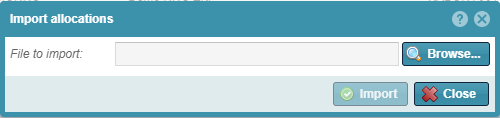 Import allocations
File to import:
Browse...
Import
Close